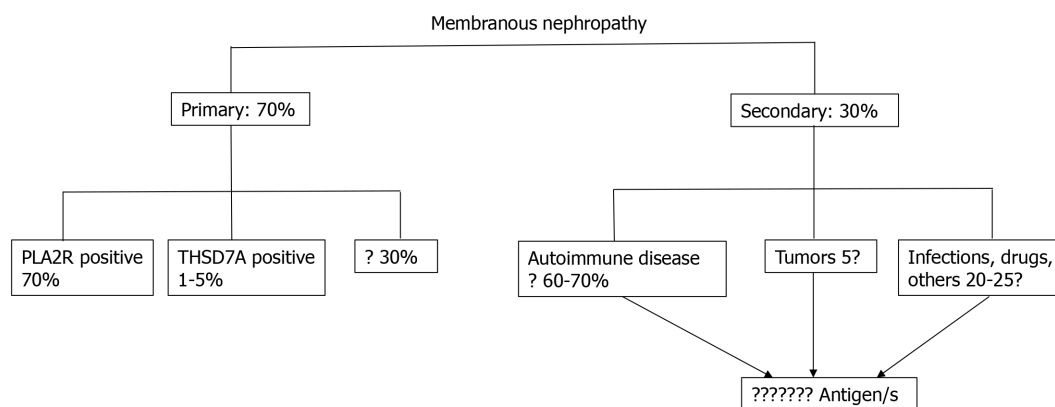 Membranous nephropathy
Primary: 70%
Secondary: 30%
PLA2R positive
70%
THSD7A positive
1-5%
? 30%
Autoimmune disease
? 60-70%
Tumors 5?
Infections, drugs,
others 20-25?
??????? Antigen/s